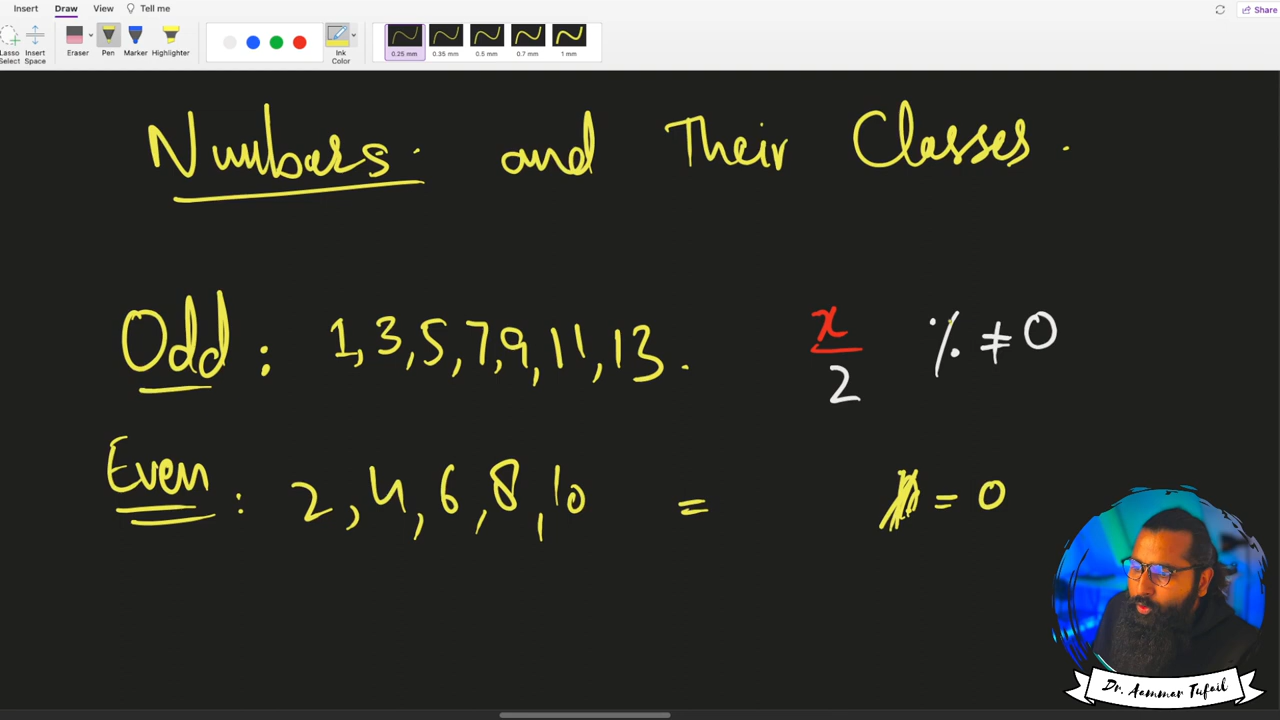 Insert Draw View Tell me
Share
Lasso Select
Insert Space
Eraser
Pen
Marker
Highlighter
Ink Color
0.25 mm 0.35 mm 0.5 mm 0.7 mm 1 mm
Numbers and Their Classes.
Odd : 1, 3, 5, 7, 9, 11, 13. x/2 % ≠ 0
Even : 2, 4, 6, 8, 10 = = 0
Dr. Aammar Tufail